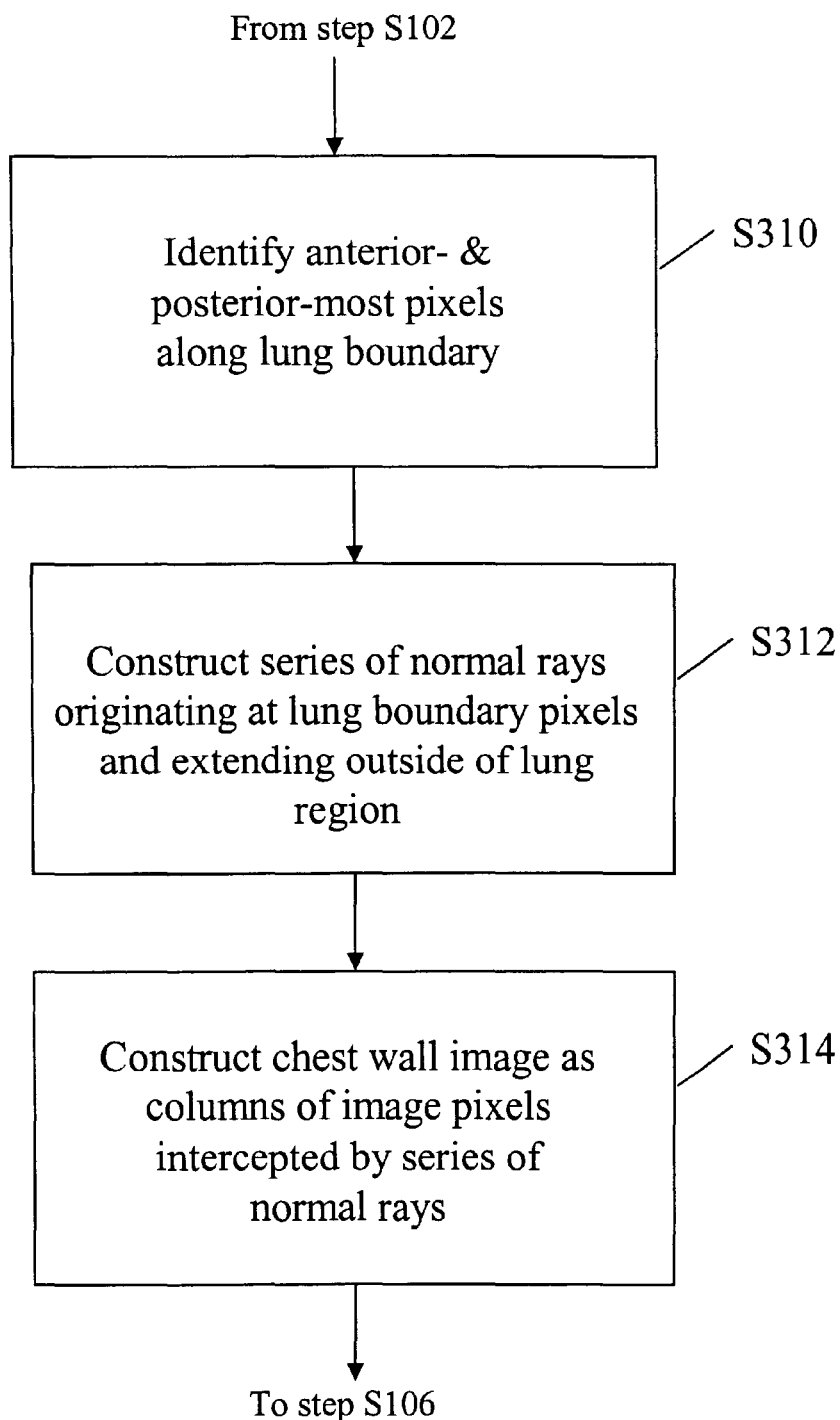 From step S102
Identify anterior- &
posterior-most pixels
along lung boundary
S310
Construct series of normal rays
originating at lung boundary pixels
and extending outside of lung
region
S312
Construct chest wall image as
columns of image pixels
intercepted by series of
normal rays
S314
To step S106